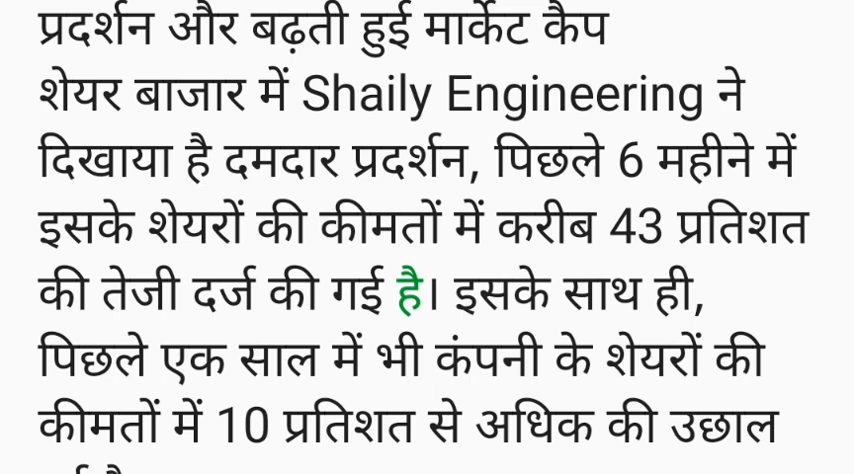 प्रदर्शन और बढ़ती हुई मार्केट कैप
शेयर बाजार में Shaily Engineering ने
दिखाया है दमदार प्रदर्शन, पिछले 6 महीने में
इसके शेयरों की कीमतों में करीब 43 प्रतिशत
की तेजी दर्ज की गई है। इसके साथ ही,
पिछले एक साल में भी कंपनी के शेयरों की
कीमतों में 10 प्रतिशत से अधिक की उछाल